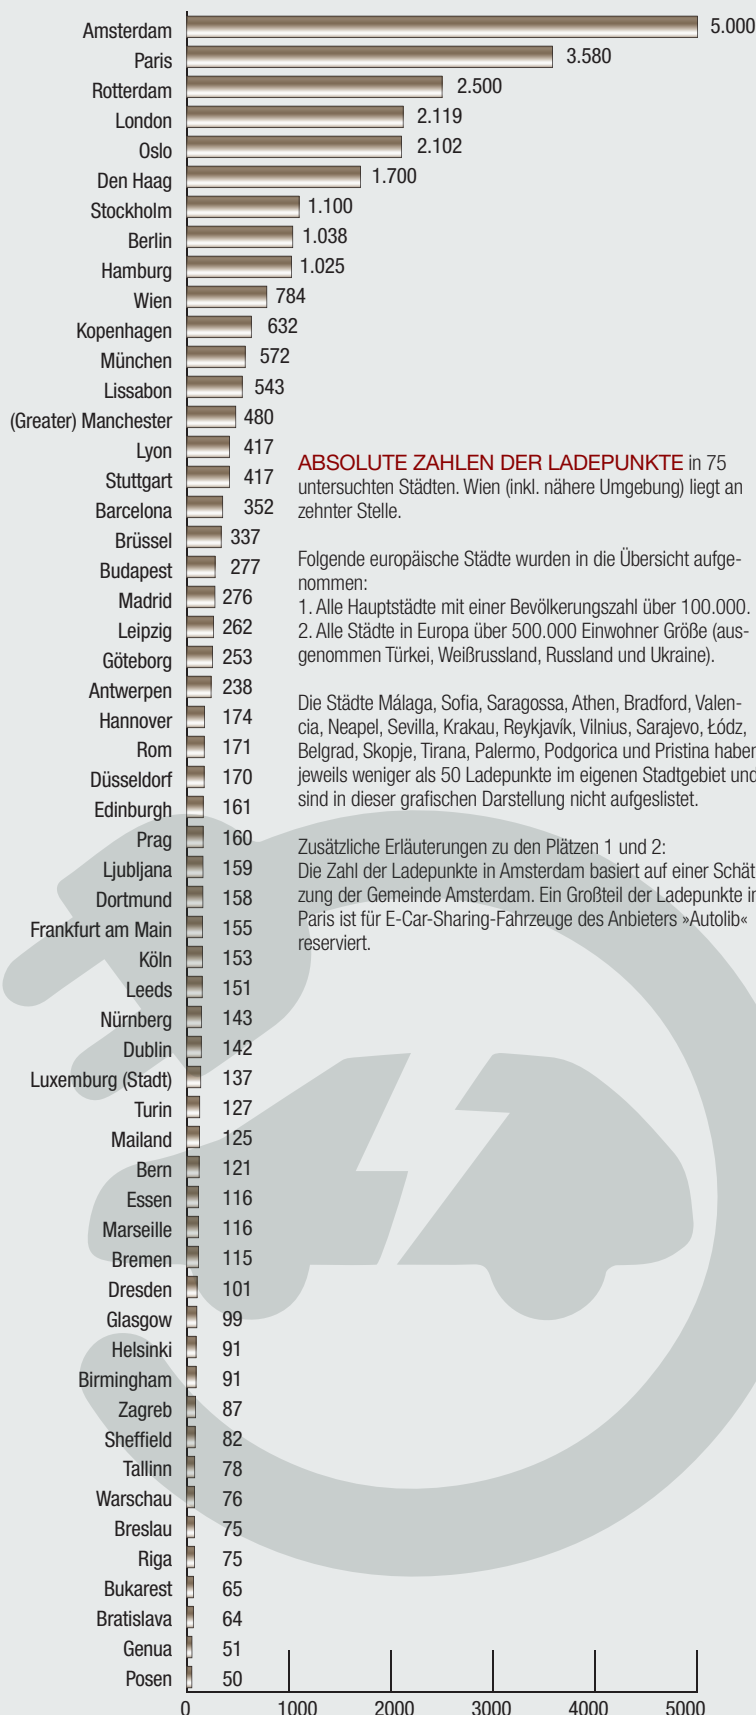 Amsterdam 5.000
Paris 3.580
Rotterdam 2.500
London 2.119
Oslo 2.102
Den Haag 1.700
Stockholm 1.100
Berlin 1.038
Hamburg 1.025
Wien 784
Kopenhagen 632
München 572
Lissabon 543
(Greater) Manchester 480
Lyon 417
Stuttgart 417
Barcelona 352
Brüssel 337
Budapest 277
Madrid 276
Leipzig 262
Göteborg 253
Antwerpen 238
Hannover 174
Rom 171
Düsseldorf 170
Edinburgh 161
Prag 160
Ljubljana 159
Dortmund 158
Frankfurt am Main 155
Köln 153
Leeds 151
Nürnberg 143
Dublin 142
Luxemburg (Stadt) 137
Turin 127
Mailand 125
Bern 121
Essen 116
Marseille 116
Bremen 115
Dresden 101
Glasgow 99
Helsinki 91
Birmingham 91
Zagreb 87
Sheffield 82
Tallinn 78
Warschau 76
Breslau 75
Riga 75
Bukarest 65
Bratislava 64
Genua 51
Posen 50
0 1000 2000 3000 4000 5000
ABSOLUTE ZAHLEN DER LADEPUNKTE in 75
untersuchten Städten. Wien (inkl. nähere Umgebung) liegt an
zehnter Stelle.
Folgende europäische Städte wurden in die Übersicht aufge-
nommen:
1. Alle Hauptstädte mit einer Bevölkerungszahl über 100.000.
2. Alle Städte in Europa über 500.000 Einwohner Größe (aus-
genommen Türkei, Weißrussland, Russland und Ukraine).
Die Städte Málaga, Sofia, Saragossa, Athen, Bradford, Valen-
cia, Neapel, Sevilla, Krakau, Reykjavík, Vilnius, Sarajevo, Łódz,
Belgrad, Skopje, Tirana, Palermo, Podgorica und Pristina haben
jeweils weniger als 50 Ladepunkte im eigenen Stadtgebiet und
sind in dieser grafischen Darstellung nicht aufgeslistet.
Zusätzliche Erläuterungen zu den Plätzen 1 und 2:
Die Zahl der Ladepunkte in Amsterdam basiert auf einer Schät
zung der Gemeinde Amsterdam. Ein Großteil der Ladepunkte in
Paris ist für E-Car-Sharing-Fahrzeuge des Anbieters »Autolib«
reserviert.